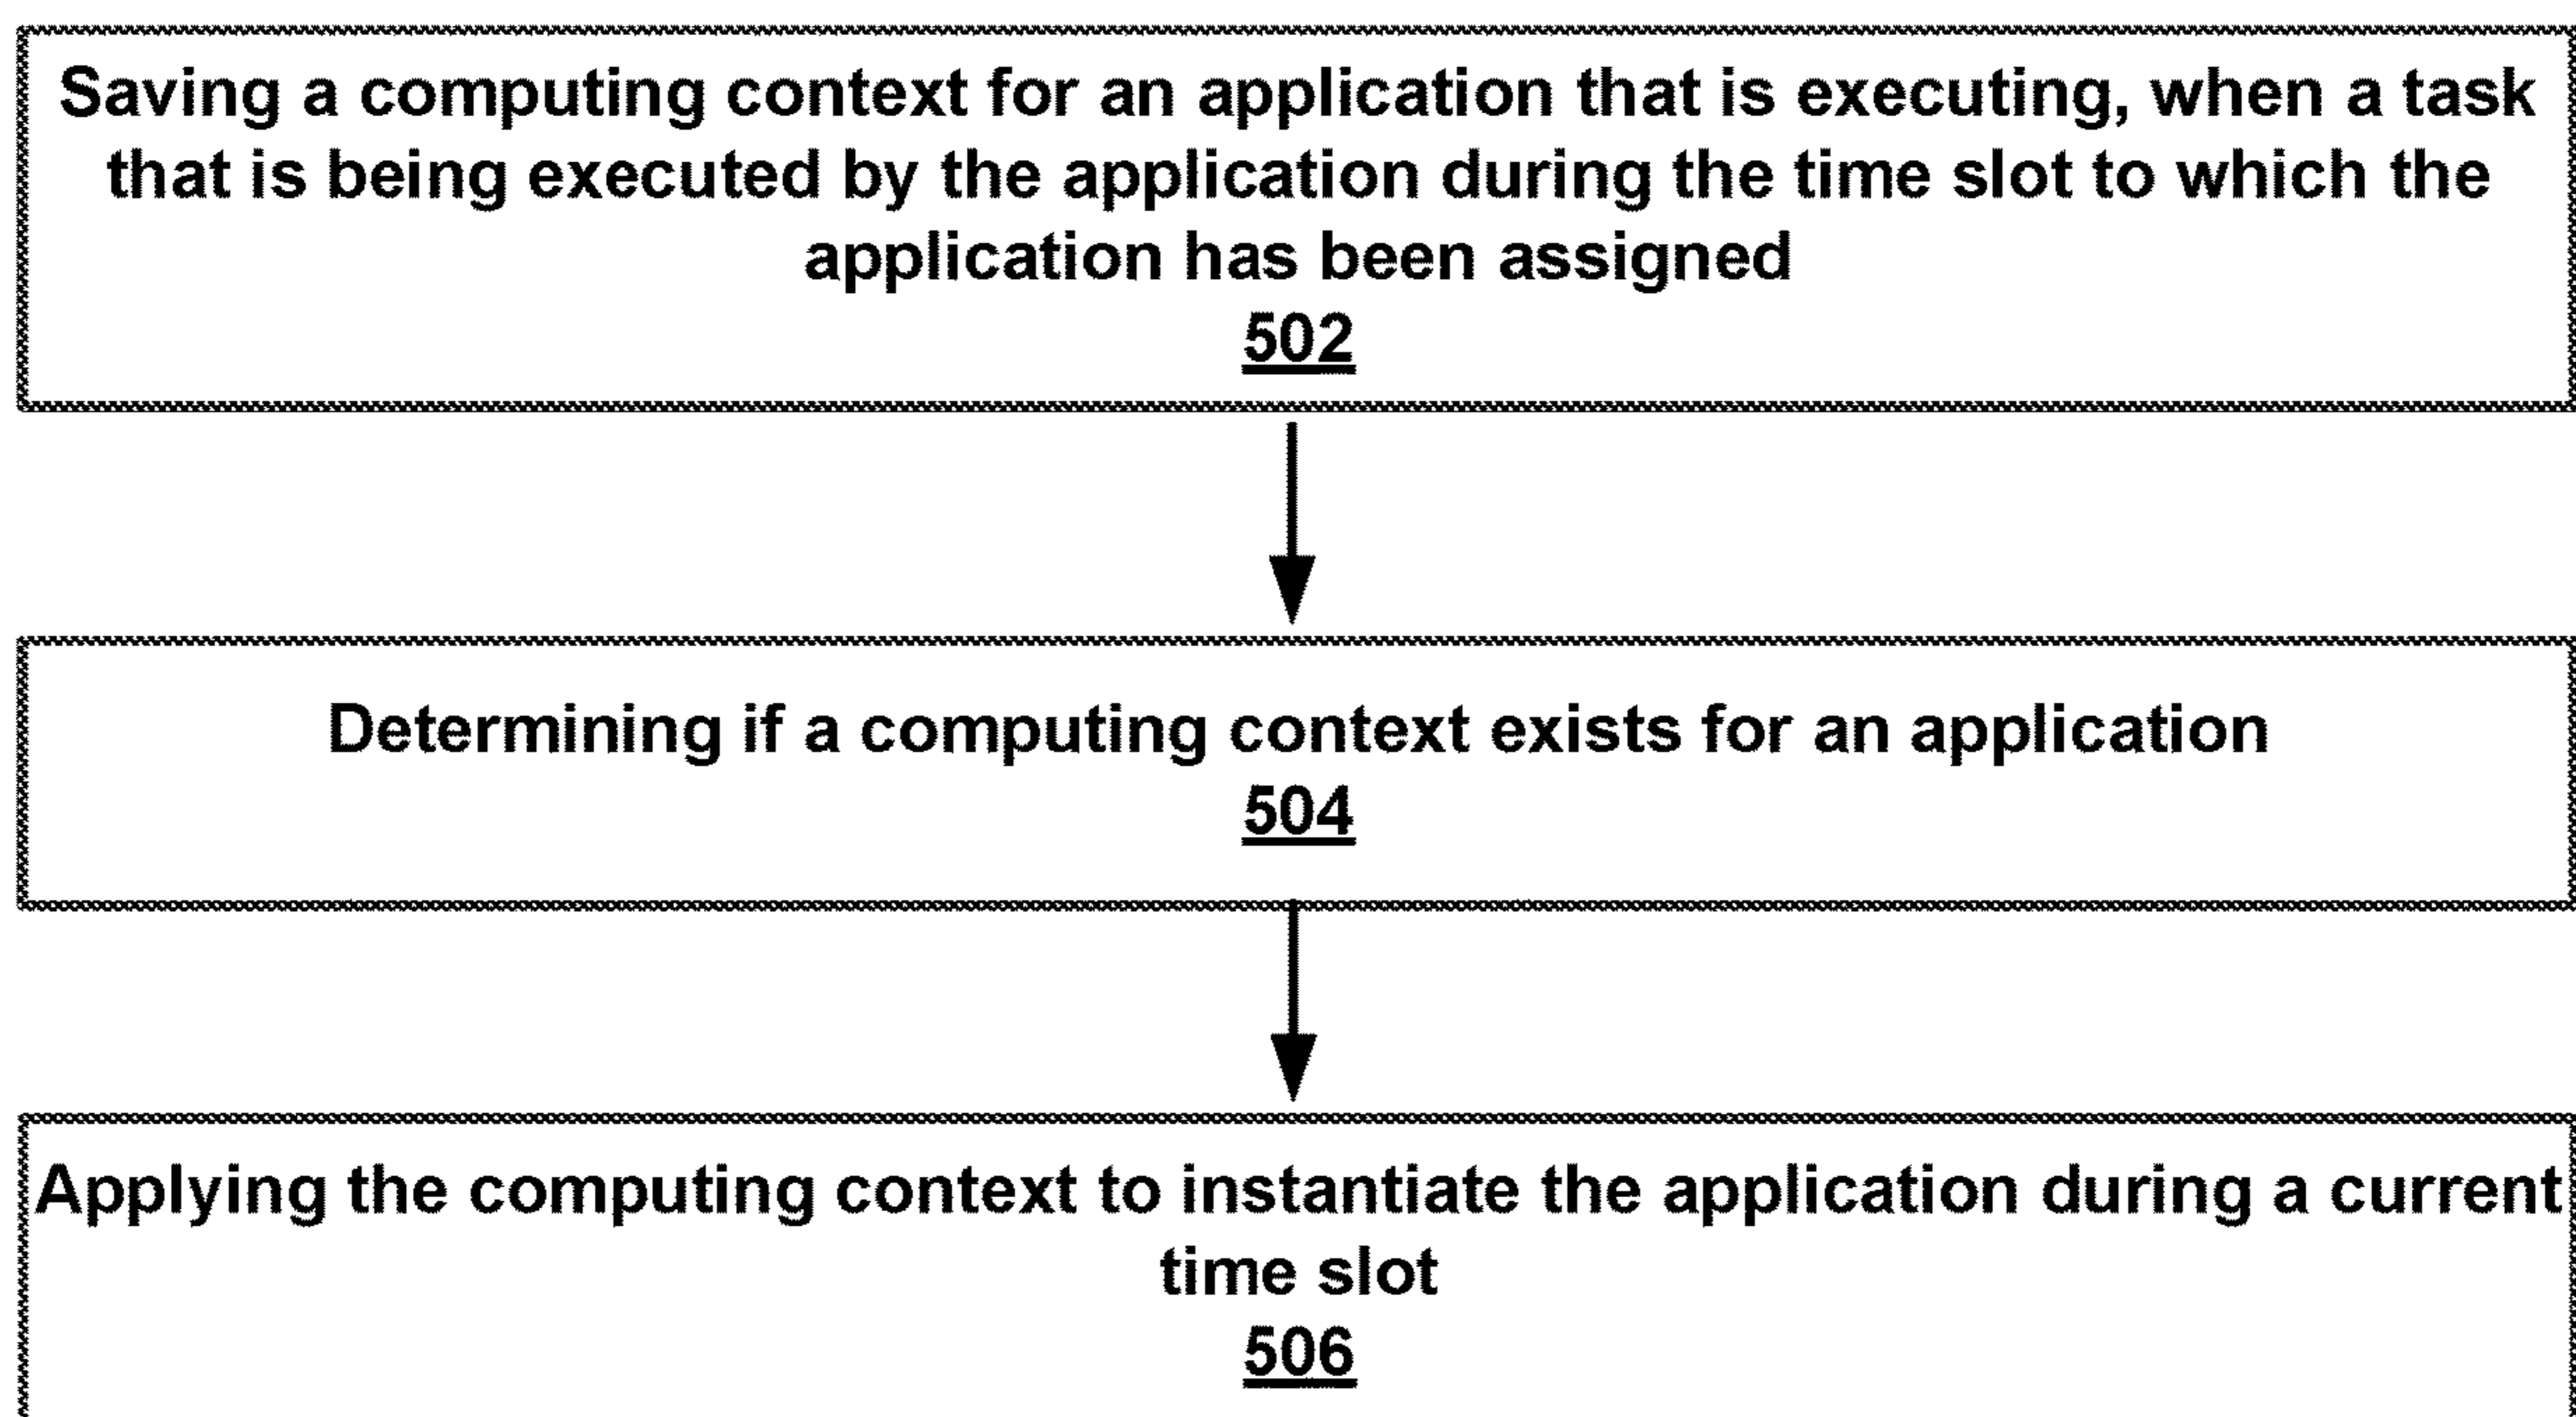 Saving a computing context for an application that is executing, when a task
that is being executed by the application during the time slot to which the
application has been assigned
502
Determining if a computing context exists for an application
504
Applying the computing context to instantiate the application during a current
time slot
506